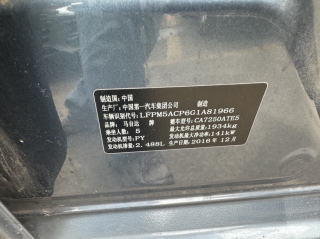 制造国:中国
生产厂:中国第一汽车集团公司 制造
车辆识别代号:LFPM5ACP6G1A81966
品牌:马自达 牌 整车型号:CA7250ATE5
乘坐人数:5 最大允许总质量:1934kg
发动机型号:PY 发动机最大净功率:141kW
发动机排量:2.488L 生产日期:2016年12月